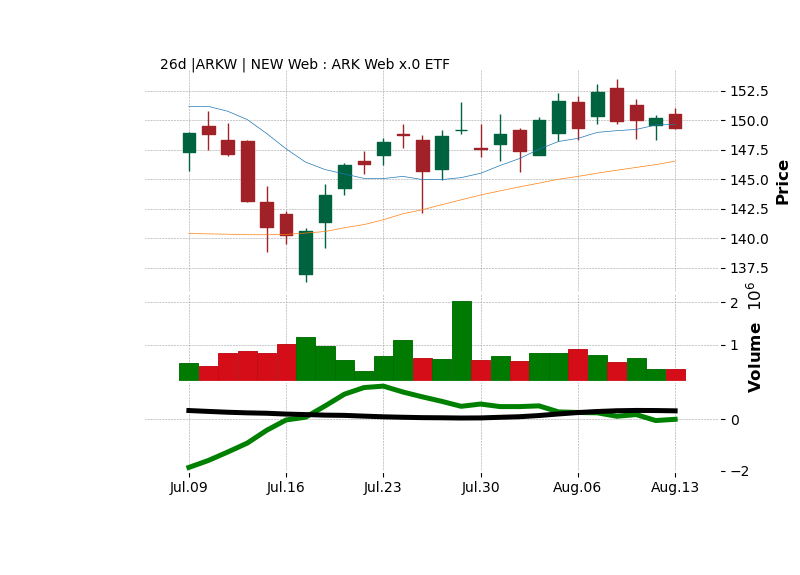 26d |ARKW | NEW Web : ARK Web x.0 ETF
152.5
150.0
147.5
145.0
142.5
140.0
137.5
Price
2
1
Volume 10^6
0
−2
Jul.09 Jul.16 Jul.23 Jul.30 Aug.06 Aug.13